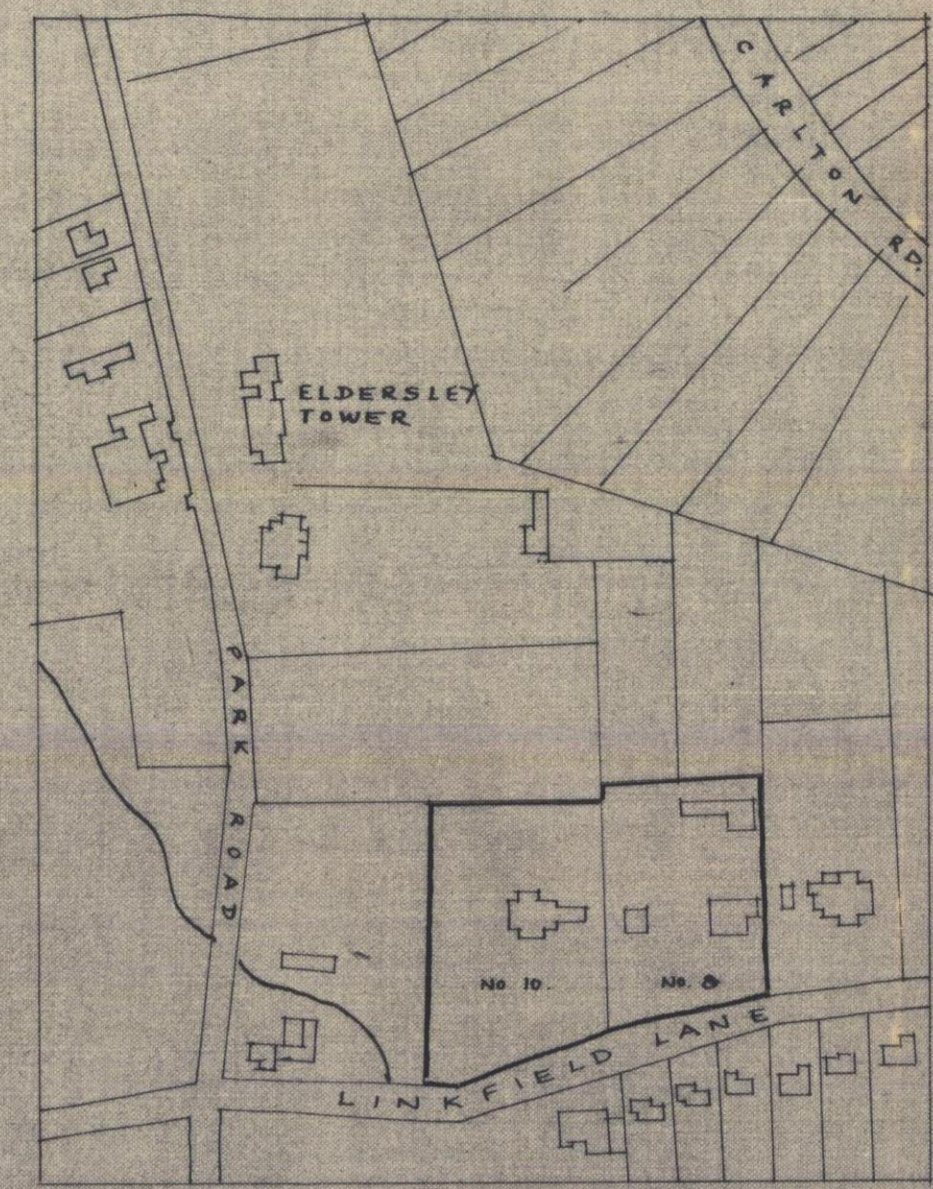 CARLTON RD.
ELDERSLEY
TOWER
PARK ROAD
No 10.
No. 8
LINKFIELD LANE